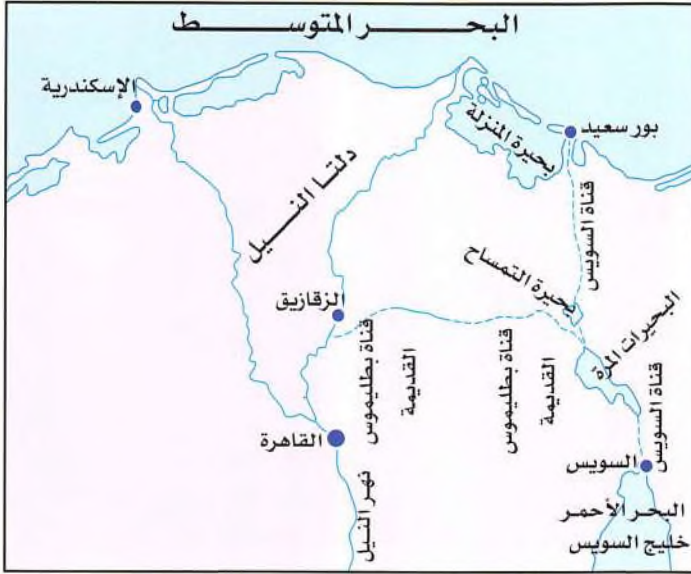 البحر المتوسط
الإسكندرية
بور سعيد
بحيرة المنزلة
دلتا النيل
قناة السويس
بحيرة التمساح
الزقازيق
البحيرات المرة
قناة بطليموس
القديمة
قناة بطليموس
القديمة
قناة السويس
القاهرة
السويس
نهر النيل
البحر الأحمر
خليج السويس